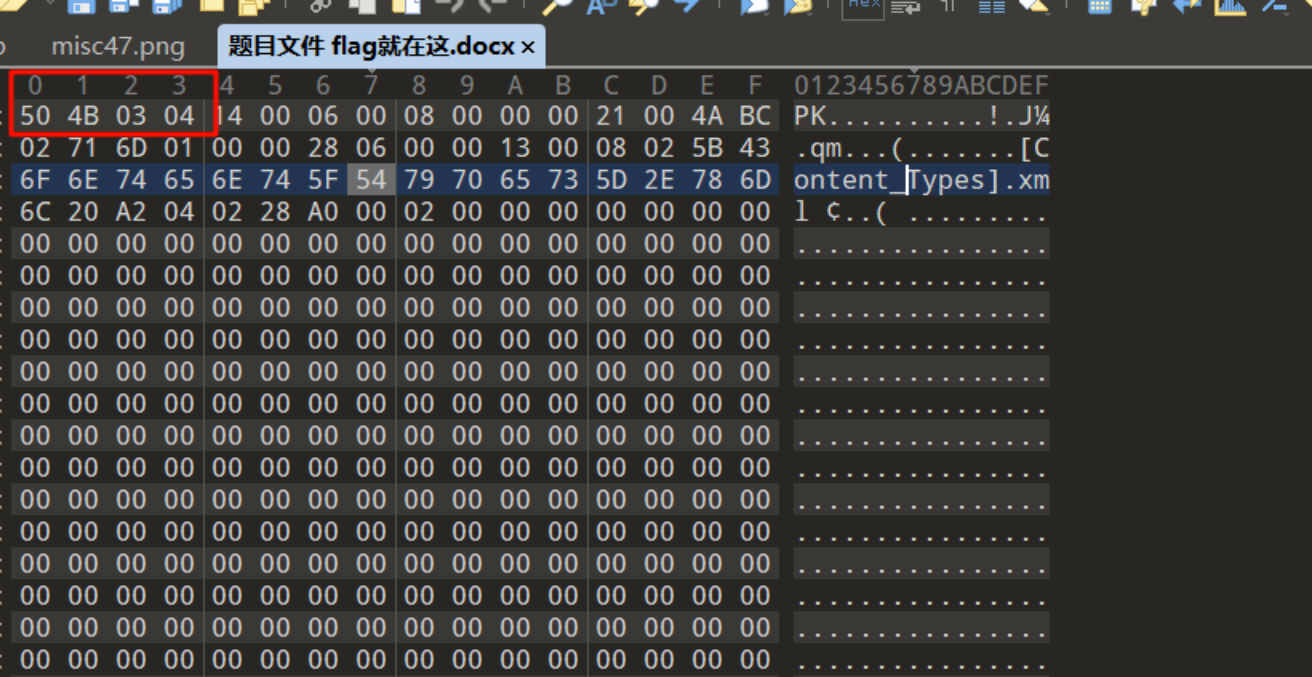 misc47.png
题目文件 flag就在这.docx ×
0 1 2 3 4 5 6 7 8 9 A B C D E F 0123456789ABCDEF
50 4B 03 04 14 00 06 00 08 00 00 00 21 00 4A BC PK..........!.J¼
02 71 6D 01 00 00 28 06 00 00 13 00 08 02 5B 43 .qm...(.......[C
6F 6E 74 65 6E 74 5F 54 79 70 65 73 5D 2E 78 6D ontent_Types].xm
6C 20 A2 04 02 28 A0 00 02 00 00 00 00 00 00 00 l ¢..( .........
00 00 00 00 00 00 00 00 00 00 00 00 00 00 00 00 ................
00 00 00 00 00 00 00 00 00 00 00 00 00 00 00 00 ................
00 00 00 00 00 00 00 00 00 00 00 00 00 00 00 00 ................
00 00 00 00 00 00 00 00 00 00 00 00 00 00 00 00 ................
00 00 00 00 00 00 00 00 00 00 00 00 00 00 00 00 ................
00 00 00 00 00 00 00 00 00 00 00 00 00 00 00 00 ................
00 00 00 00 00 00 00 00 00 00 00 00 00 00 00 00 ................
00 00 00 00 00 00 00 00 00 00 00 00 00 00 00 00 ................
00 00 00 00 00 00 00 00 00 00 00 00 00 00 00 00 ................
00 00 00 00 00 00 00 00 00 00 00 00 00 00 00 00 ................
00 00 00 00 00 00 00 00 00 00 00 00 00 00 00 00 ................
00 00 00 00 00 00 00 00 00 00 00 00 00 00 00 00 ................
00 00 00 00 00 00 00 00 00 00 00 00 00 00 00 00 ................
00 00 00 00 00 00 00 00 00 00 00 00 00 00 00 00 ................